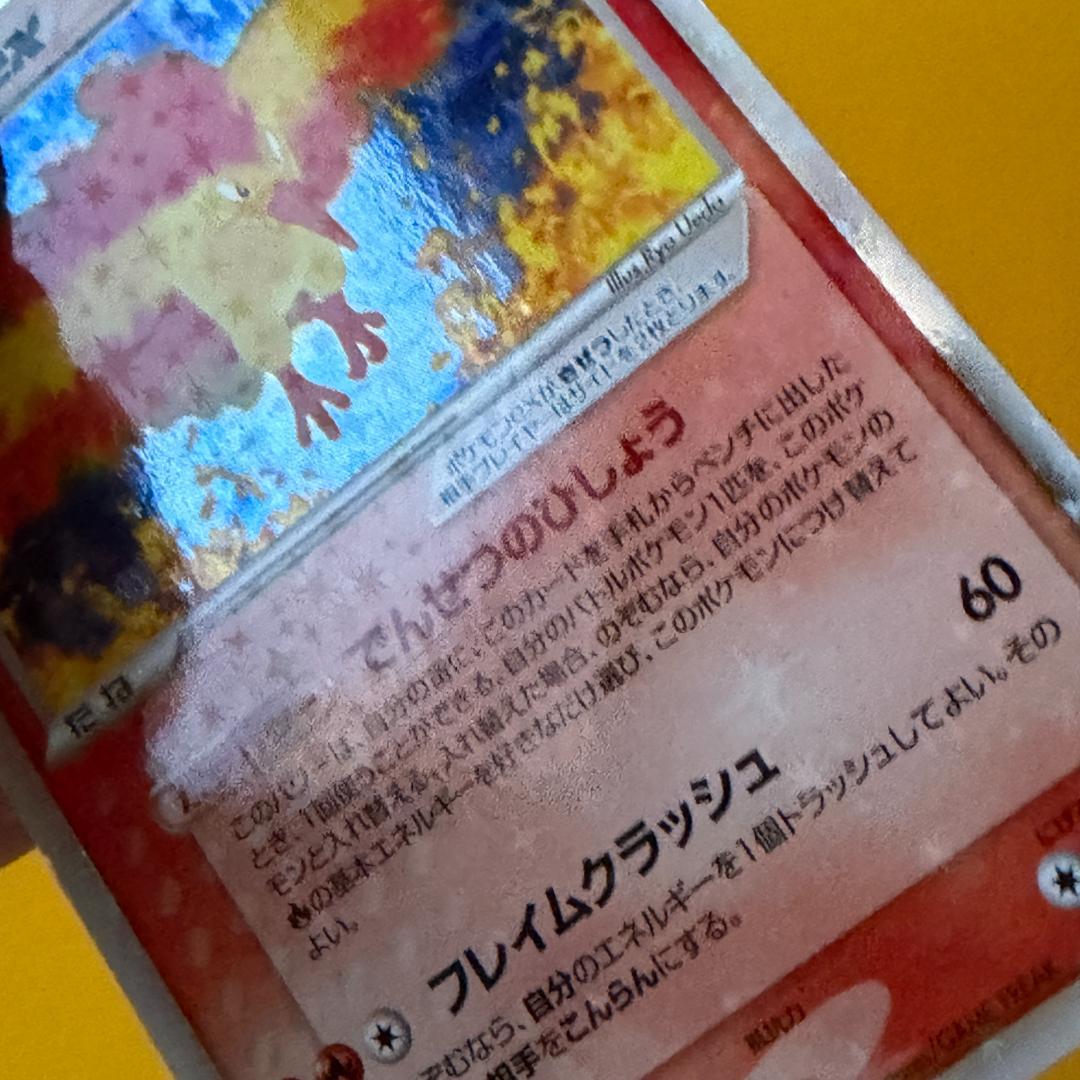 ex
Illus. Ryo Ueda
ポケモンexが気絶したとき、
相手プレイヤーはサイドを2枚とります。
たね
でんせつのひしょう
このパワーは、自分の番に、このカードを手札からベンチに出した
とき、1回使うことができる。自分のバトルポケモン1匹を、このポケ
モンと入れ替える。入れ替えた場合、のぞむなら、自分のポケモンの
の基本エネルギーを好きなだけ選び、このポケモンにつけ替えて
よい。
フレイムクラッシュ 60
ぞむなら、自分のエネルギーを1個トラッシュしてよい。その
相手をこんらんにする。
抵抗力
/GAME FREAK